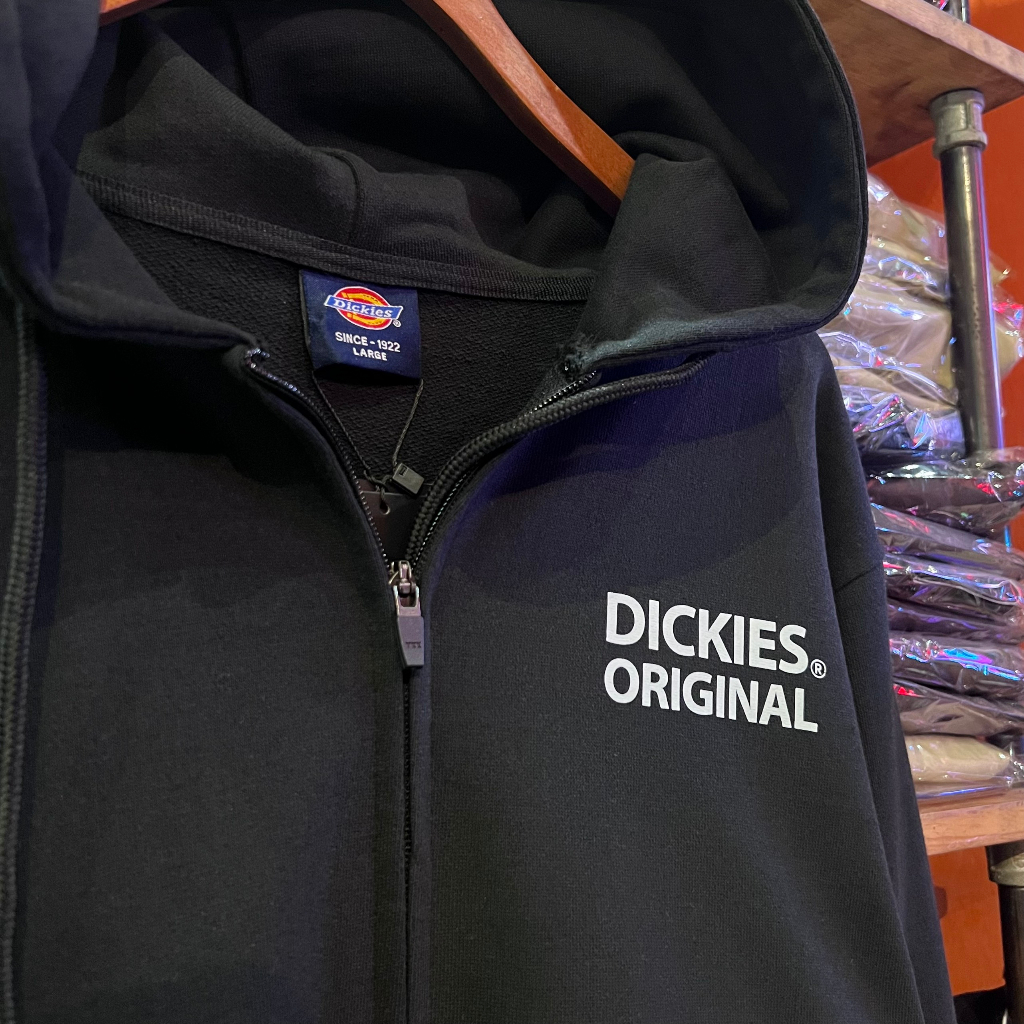 Dickies®
SINCE - 1922
LARGE
DICKIES®
ORIGINAL